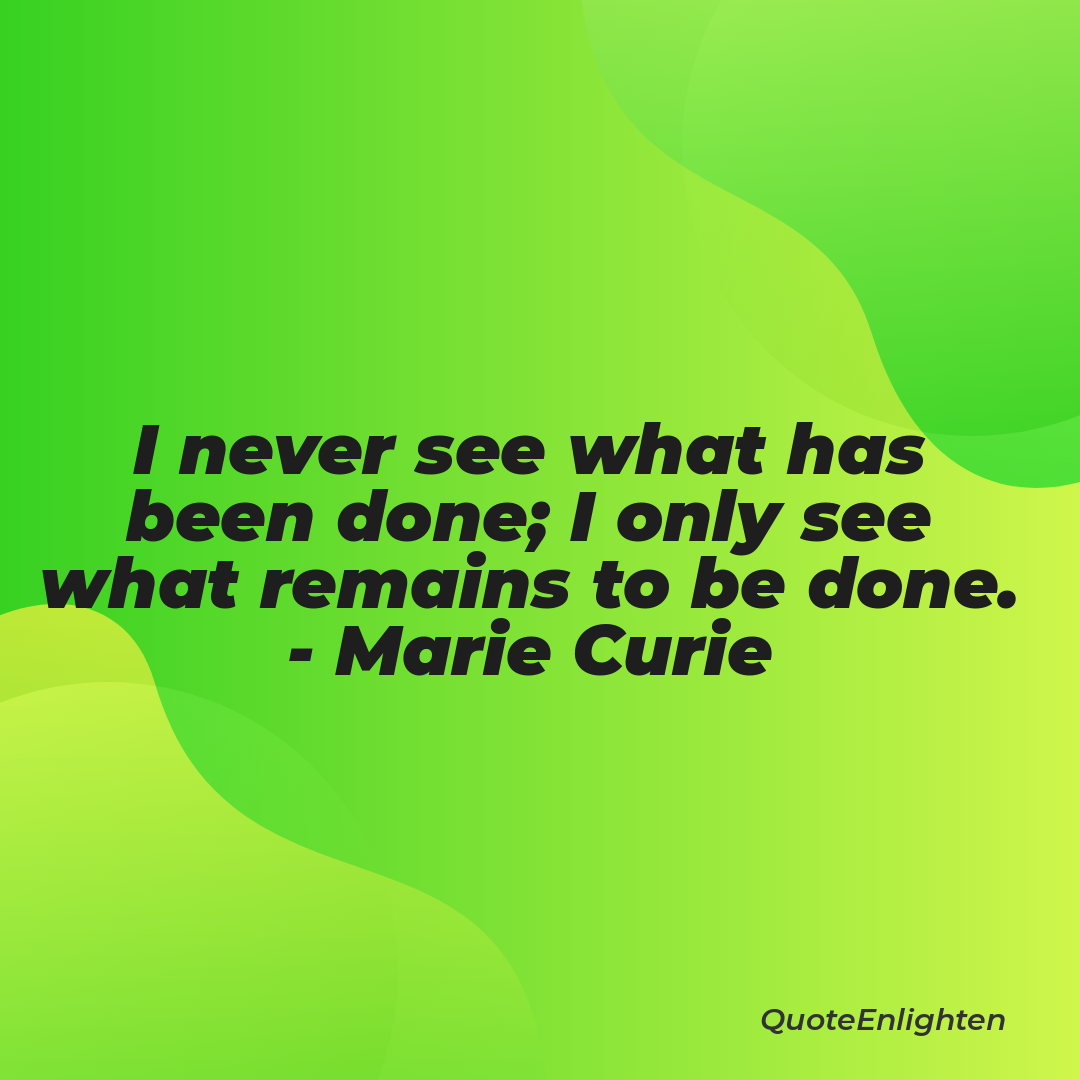 I never see what has
been done; I only see
what remains to be done.
- Marie Curie
QuoteEnlighten